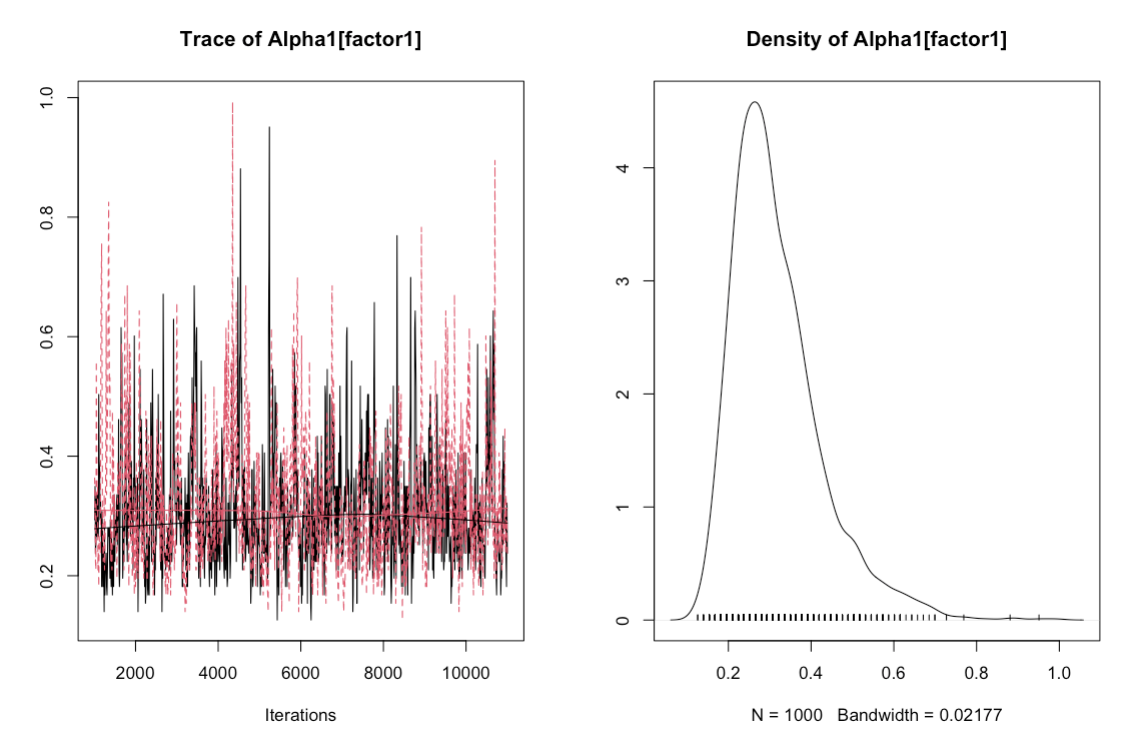 Trace of Alpha1[factor1]
1.0
0.8
0.6
0.4
0.2
2000 4000 6000 8000 10000
Iterations
Density of Alpha1[factor1]
4
3
2
1
0
0.2 0.4 0.6 0.8 1.0
N = 1000 Bandwidth = 0.02177